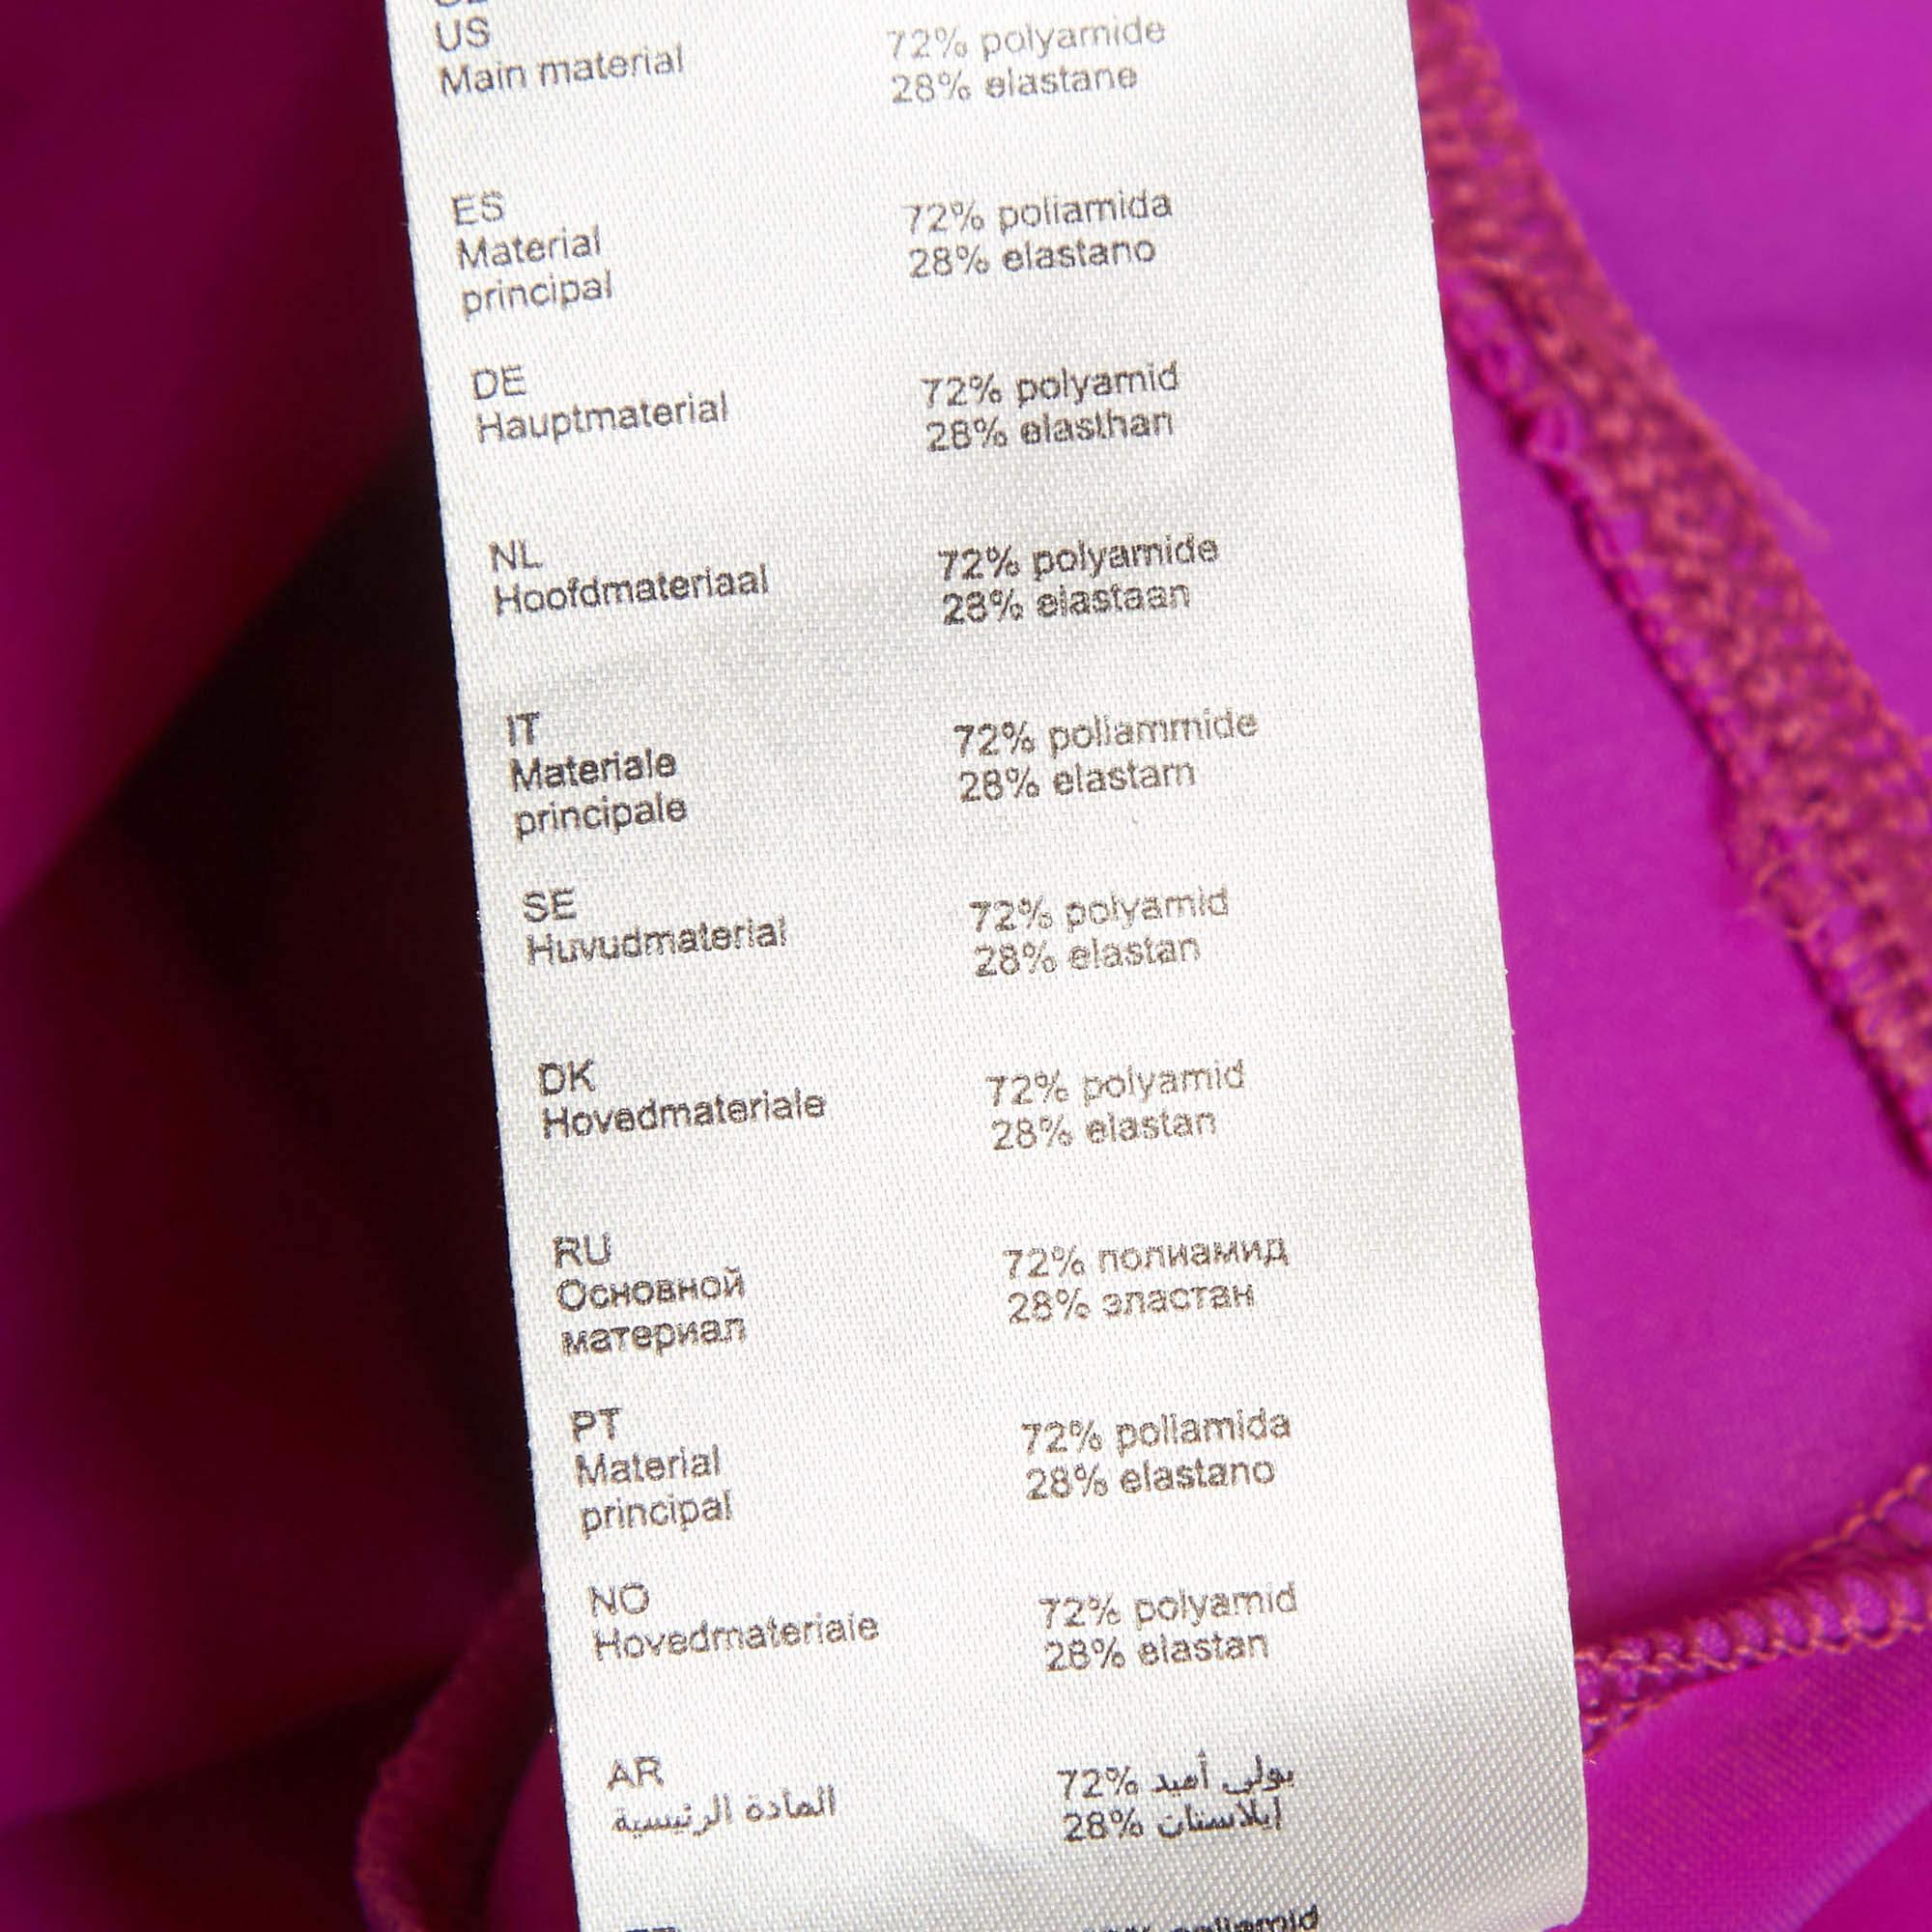 US
Main material
72% polyamide
28% elastane
ES
Material
principal
72% poliamida
28% elastano
DE
Hauptmaterial
72% polyamid
28% elasthan
NL
Hoofdmateriaal
72% polyamide
28% elastaan
IT
Materiale
principale
72% poliammide
28% elastam
SE
Huvudmaterial
72% polyamid
28% elastan
DK
Hovedmateriale
72% polyamid
28% elastan
RU
Основной
материал
72% полиамид
28% эластан
PT
Material
principal
72% poliamida
28% elastano
NO
Hovedmateriale
72% polyamid
28% elastan
AR
المادة الرئيسية
72% بولي أميد
28% إيلاستان